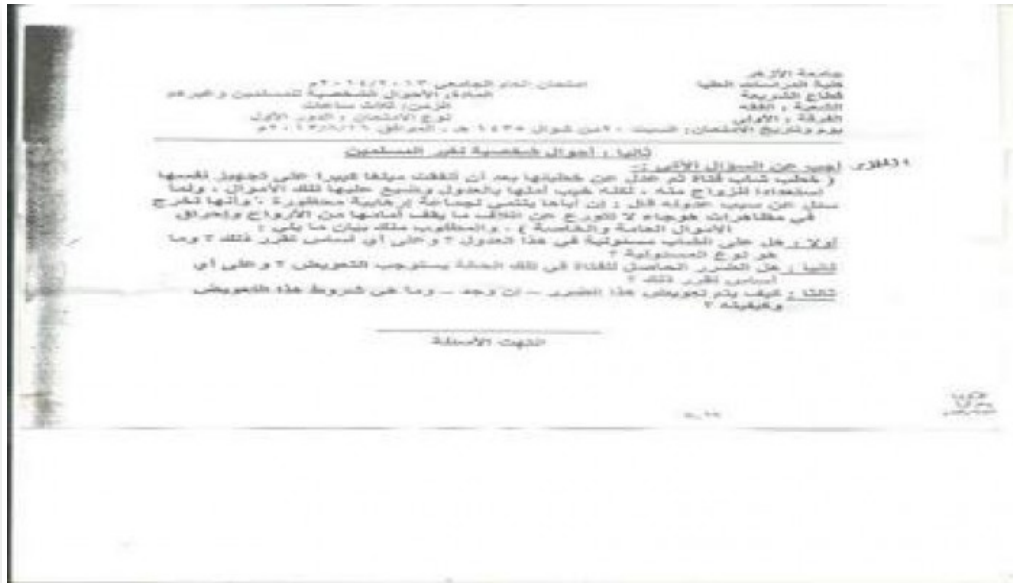 جامعة الأزهر
كلية الدراسات العليا امتحان العام الجامعي ٢٠١٣/٢٠١٤م
قطاع الشريعة المادة: الأحوال الشخصية للمسلمين وغيرهم
الشعبة : الفقه الزمن: ثلاث ساعات
الفرقة : الأولى نوع الامتحان : الدور الأول
يوم وتاريخ الامتحان: السبت ٢٠من شوال ١٤٣٥ هـ، الموافق
ثانيا : أحوال شخصية لغير المسلمين
أجب عن السؤال الآتي :-
( خطب شاب فتاة ثم عدل عن خطبتها بعد أن أنفقت مبلغا كبيرا على تجهيز نفسها
استعدادا للزواج منه ، لكنه خيب أملها بالعدول وضيع عليها تلك الأموال ، ولما
سئل عن سبب عدوله قال : إن أباها ينتمي لجماعة إرهابية محظورة ، وأنها تخرج
في مظاهرات هوجاء لا تتورع عن اتلاف ما يقف أمامها من الأرواح وإحراق
الأموال العامة والخاصة ) ، والمطلوب منك بيان ما يلي :
أولا : هل على الشاب مسئولية في هذا العدول ؟ وعلى أي أساس تقرر ذلك ؟ وما
هو نوع المسئولية ؟
ثانيا : هل الضرر الحاصل للفتاة في تلك الحالة يستوجب التعويض ؟ وعلى أي
أساس تقرر ذلك ؟
ثالثا : كيف يتم تعويض هذا الضرر – إن وجد – وما هي شروط هذا التعويض
وكيفيته ؟
انتهت الأسئلة